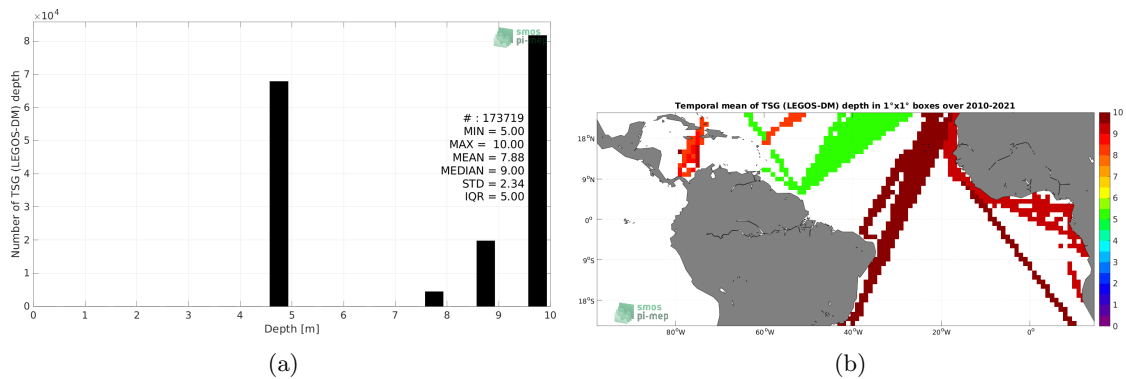 ×10⁴
8
7
6
5
4
3
2
1
0
Number of TSG (LEGOS-DM) depth
smos
pi-mep
# : 173719
MIN = 5.00
MAX = 10.00
MEAN = 7.88
MEDIAN = 9.00
STD = 2.34
IQR = 5.00
0 1 2 3 4 5 6 7 8 9 10
Depth [m]
(a)
Temporal mean of TSG (LEGOS-DM) depth in 1°x1° boxes over 2010-2021
18°N
9°N
0°
9°S
18°S
smos
pi-mep
80°W 60°W 40°W 20°W 0°
10
9
8
7
6
5
4
3
2
1
0
(b)